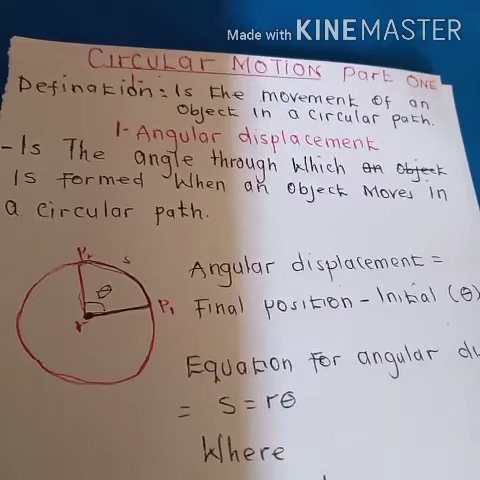 Made with KINEMASTER
CIRCULAR MOTION Part ONE
Defination: Is the movement of an
object in a circular path.
1- Angular displacement
- Is The angle through which an object
Is formed when an object moves in
a circular path.
P2 s
θ
P1
r
Angular displacement =
Final position - Initial (θ)
Equation for angular di
= S = rθ
Where